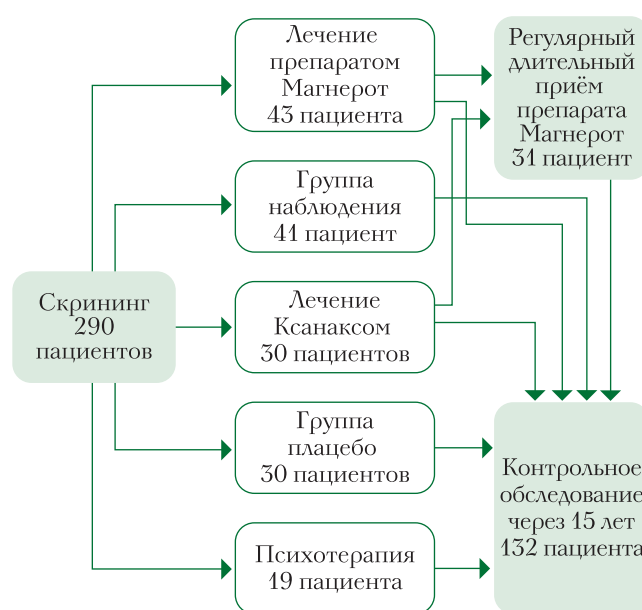 Скрининг
290
пациентов
Лечение
препаратом
Магнерот
43 пациента
Группа
наблюдения
41 пациент
Лечение
Ксанаксом
30 пациентов
Группа
плацебо
30 пациентов
Психотерапия
19 пациента
Регулярный
длительный
приём
препарата
Магнерот
31 пациент
Контрольное
обследование
через 15 лет
132 пациента